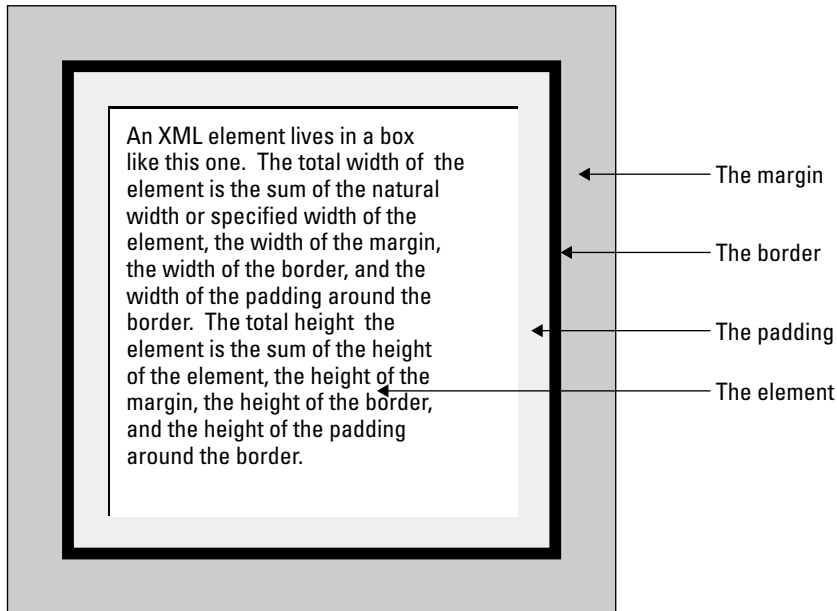 An XML element lives in a box
like this one.  The total width of  the
element is the sum of the natural
width or specified width of the
element, the width of the margin,
the width of the border, and the
width of the padding around the
border.  The total height  the
element is the sum of the height
of the element, the height of the
margin, the height of the border,
and the height of the padding
around the border.
The margin
The border
The padding
The element